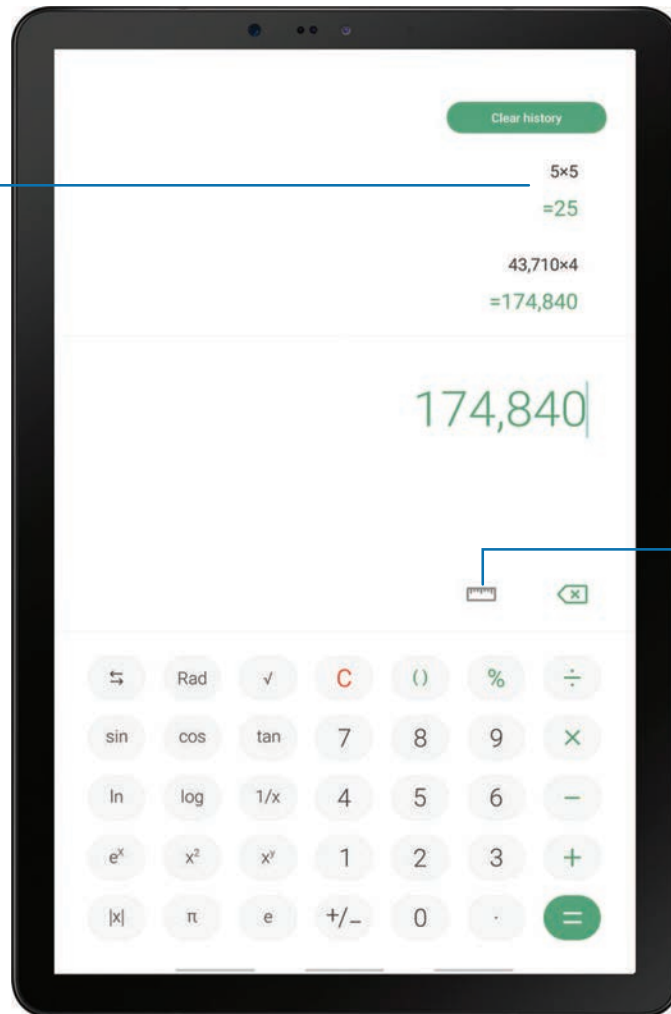 Clear history
5×5
=25
43,710×4
=174,840
174,840
⇆ Rad √ C () % ÷
sin cos tan 7 8 9 ×
ln log 1/x 4 5 6 −
eˣ x² xʸ 1 2 3 +
|x| π e +/− 0 . =